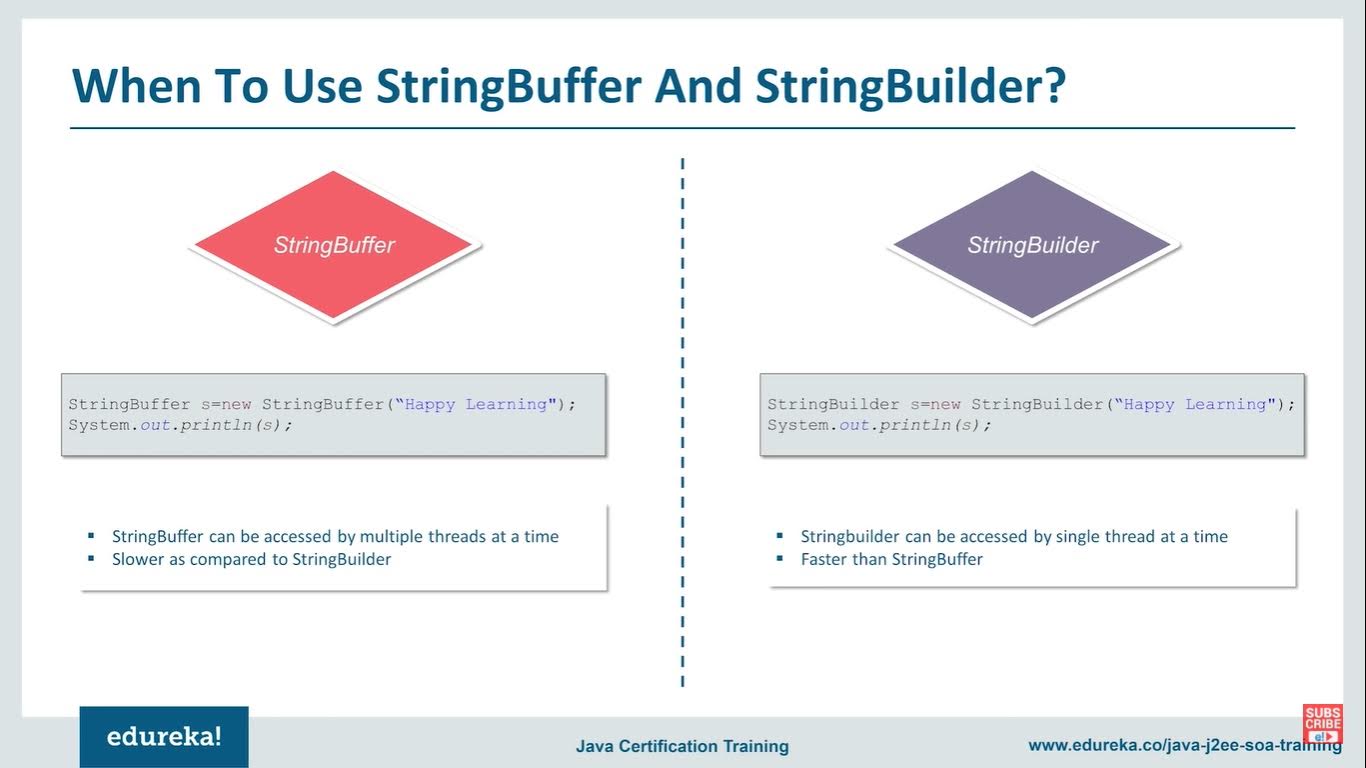 When To Use StringBuffer And StringBuilder?
StringBuffer
StringBuffer s=new StringBuffer(“Happy Learning");
System.out.println(s);
▪ StringBuffer can be accessed by multiple threads at a time
▪ Slower as compared to StringBuilder
StringBuilder
StringBuilder s=new StringBuilder(“Happy Learning");
System.out.println(s);
▪ Stringbuilder can be accessed by single thread at a time
▪ Faster than StringBuffer
edureka!
Java Certification Training
www.edureka.co/java-j2ee-soa-training
SUBS
CRIBE
e!